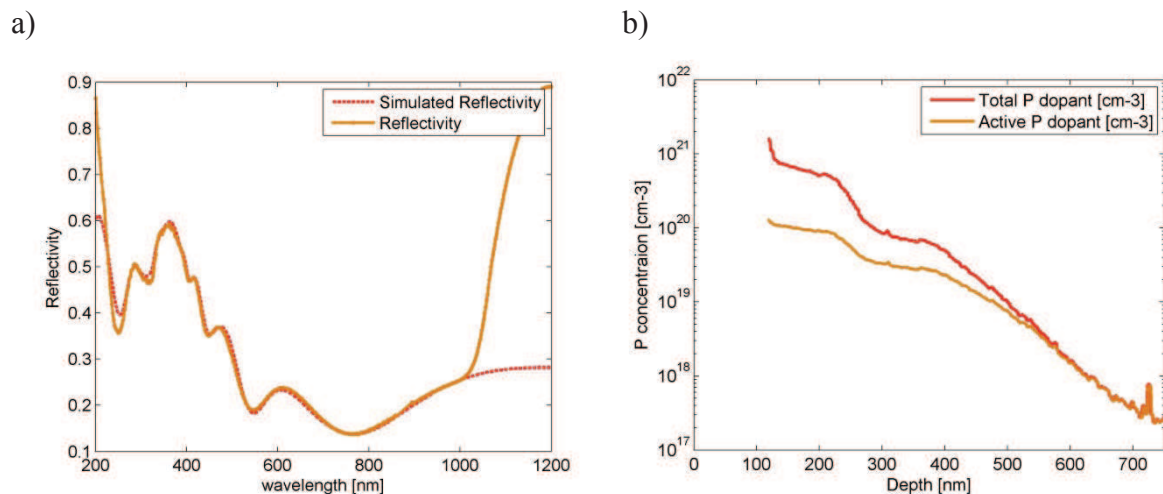 a)
b)
0.9
0.8
0.7
0.6
0.5
0.4
0.3
0.2
0.1
Reflectivity
Simulated Reflectivity
Reflectivity
200 400 600 800 1000 1200
wavelength [nm]
10^22
10^21
10^20
10^19
10^18
10^17
P concentraion [cm-3]
Total P dopant [cm-3]
Active P dopant [cm-3]
0 100 200 300 400 500 600 700
Depth [nm]